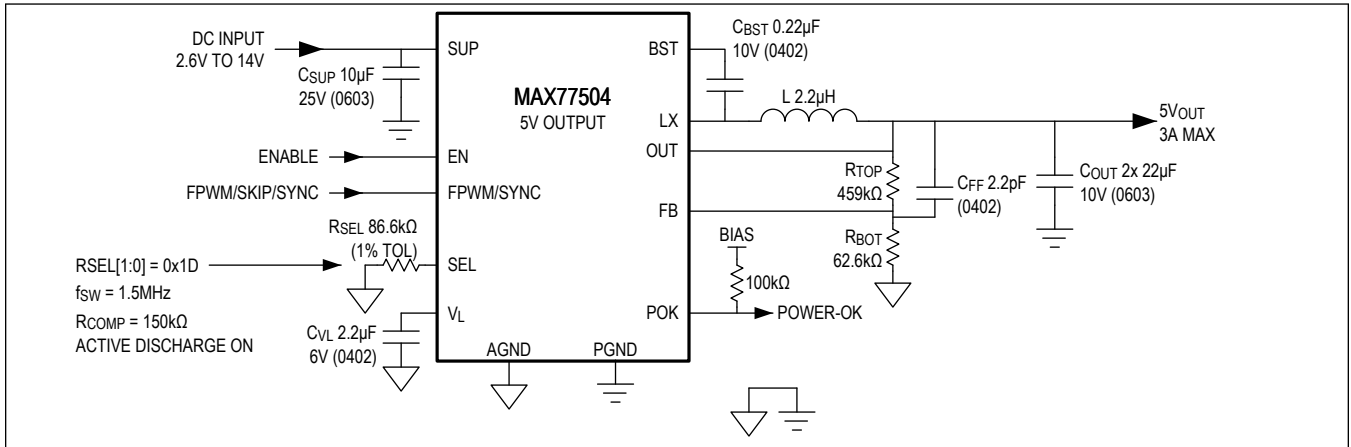 DC INPUT
2.6V TO 14V
CSUP 10µF
25V (0603)
ENABLE
FPWM/SKIP/SYNC
RSEL 86.6kΩ
(1% TOL)
RSEL[1:0] = 0x1D
fSW = 1.5MHz
RCOMP = 150kΩ
ACTIVE DISCHARGE ON
CVL 2.2µF
6V (0402)
SUP
EN
FPWM/SYNC
SEL
VL
MAX77504
5V OUTPUT
AGND
PGND
BST
LX
OUT
FB
POK
CBST 0.22µF
10V (0402)
L 2.2µH
RTOP
459kΩ
CFF 2.2pF
(0402)
RBOT
62.6kΩ
COUT 2x 22µF
10V (0603)
5VOUT
3A MAX
BIAS
100kΩ
POWER-OK